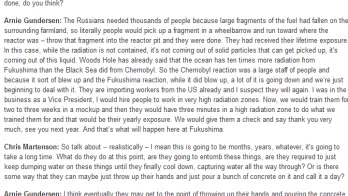 done, do you think?
Arnie Gundersen: The Russians needed thousands of people because large fragments of the fuel had fallen on the
surrounding farmland, so literally people would pick up a fragment in a wheelbarrow and run toward where the
reactor was – throw that fragment into the reactor pit and they were done. They had received their lifetime exposure.
In this case, while the radiation is not contained, it's not coming out of solid particles that can get picked up, it's
coming out of this liquid. Woods Hole has already said that the ocean has ten times more radiation from
Fukushima than the Black Sea did from Chernobyl. So the Chernobyl reaction was a large staff of people and
because it sort of blew up and the Fukushima reaction, while it did blow up, a lot of it is going down and we're just
beginning to deal with it. They are importing workers from the US already and I suspect they will again. I was in the
business as a Vice President, I would hire people to work in very high radiation zones. Now, we would train them for
two to three weeks in a mockup and then they would have three minutes in a high radiation zone to do what we
trained them for and that would be their yearly exposure. We would give them a check and say thank you very
much, see you next year. And that's what will happen here at Fukushima.
Chris Martenson: So talk about – realistically – I mean this is going to be months, years, whatever, it's going to
take a long time. What do they do at this point, are they going to entomb these things, are they required to just
keep dumping water on these things until they finally cool down, capturing all the water through? Or is there
some way that they can maybe just throw up their hands and just pour a bunch of concrete on it and call it a day?
Arnie Gundersen: I think eventually they may get to the point of throwing up their hands and pouring the concrete